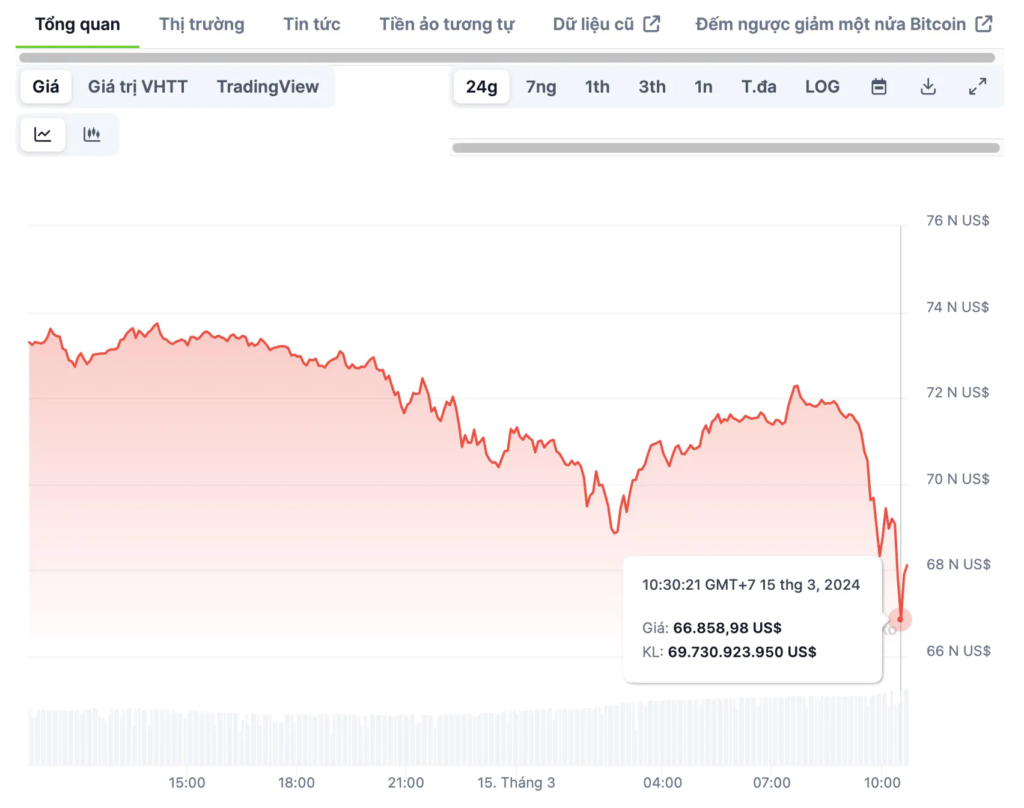 Tổng quan Thị trường Tin tức Tiền ảo tương tự Dữ liệu cũ Đếm ngược giảm một nửa Bitcoin
Giá Giá trị VHTT TradingView 24g 7ng 1th 3th 1n T.đa LOG
76 N US$
74 N US$
72 N US$
70 N US$
68 N US$
66 N US$
10:30:21 GMT+7 15 thg 3, 2024
Giá: 66.858,98 US$
KL: 69.730.923.950 US$
15:00 18:00 21:00 15. Tháng 3 04:00 07:00 10:00